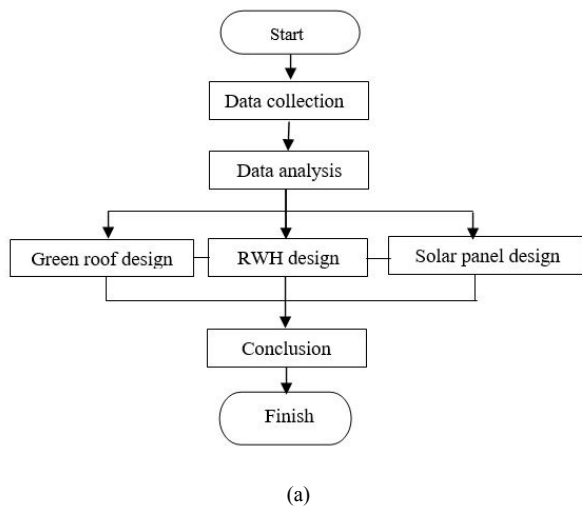 Start
Data collection
Data analysis
Green roof design
RWH design
Solar panel design
Conclusion
Finish
(a)